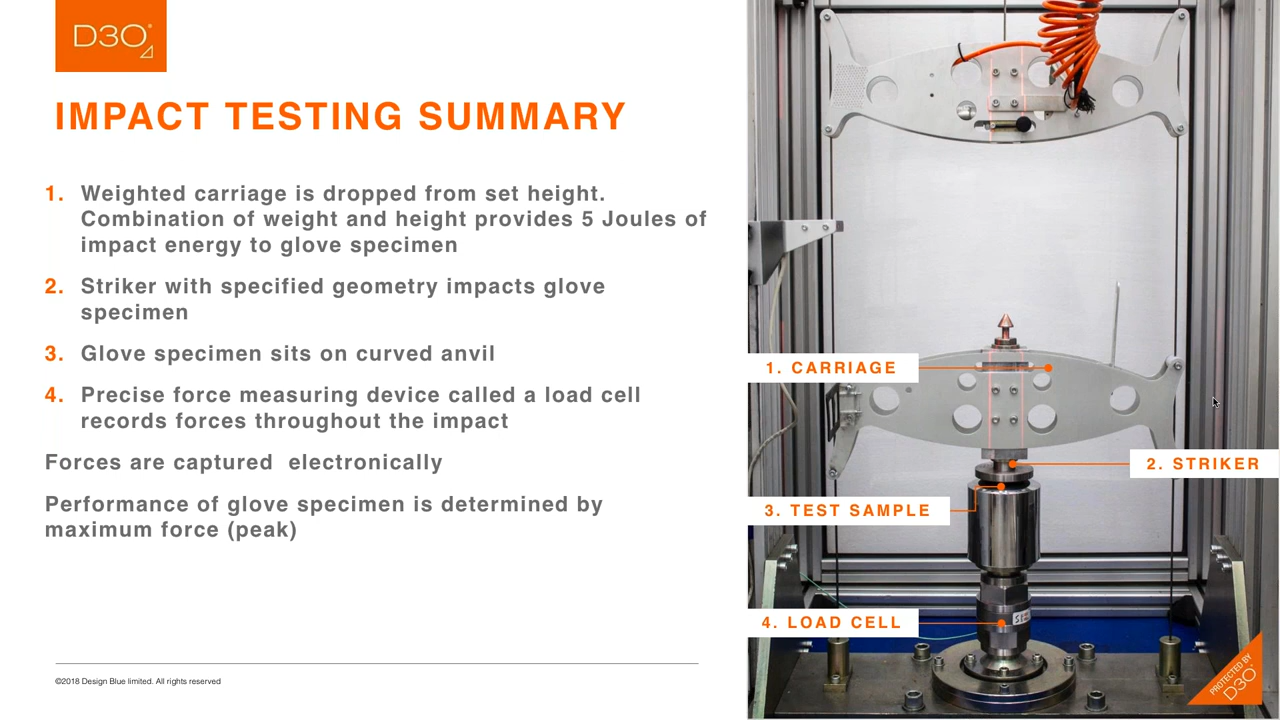 D3O
IMPACT TESTING SUMMARY
1. Weighted carriage is dropped from set height.
Combination of weight and height provides 5 Joules of
impact energy to glove specimen
2. Striker with specified geometry impacts glove
specimen
3. Glove specimen sits on curved anvil
4. Precise force measuring device called a load cell
records forces throughout the impact
Forces are captured  electronically
Performance of glove specimen is determined by
maximum force (peak)
©2018 Design Blue limited. All rights reserved
1. CARRIAGE
2. STRIKER
3. TEST SAMPLE
4. LOAD CELL
PROTECTED BY
D3O